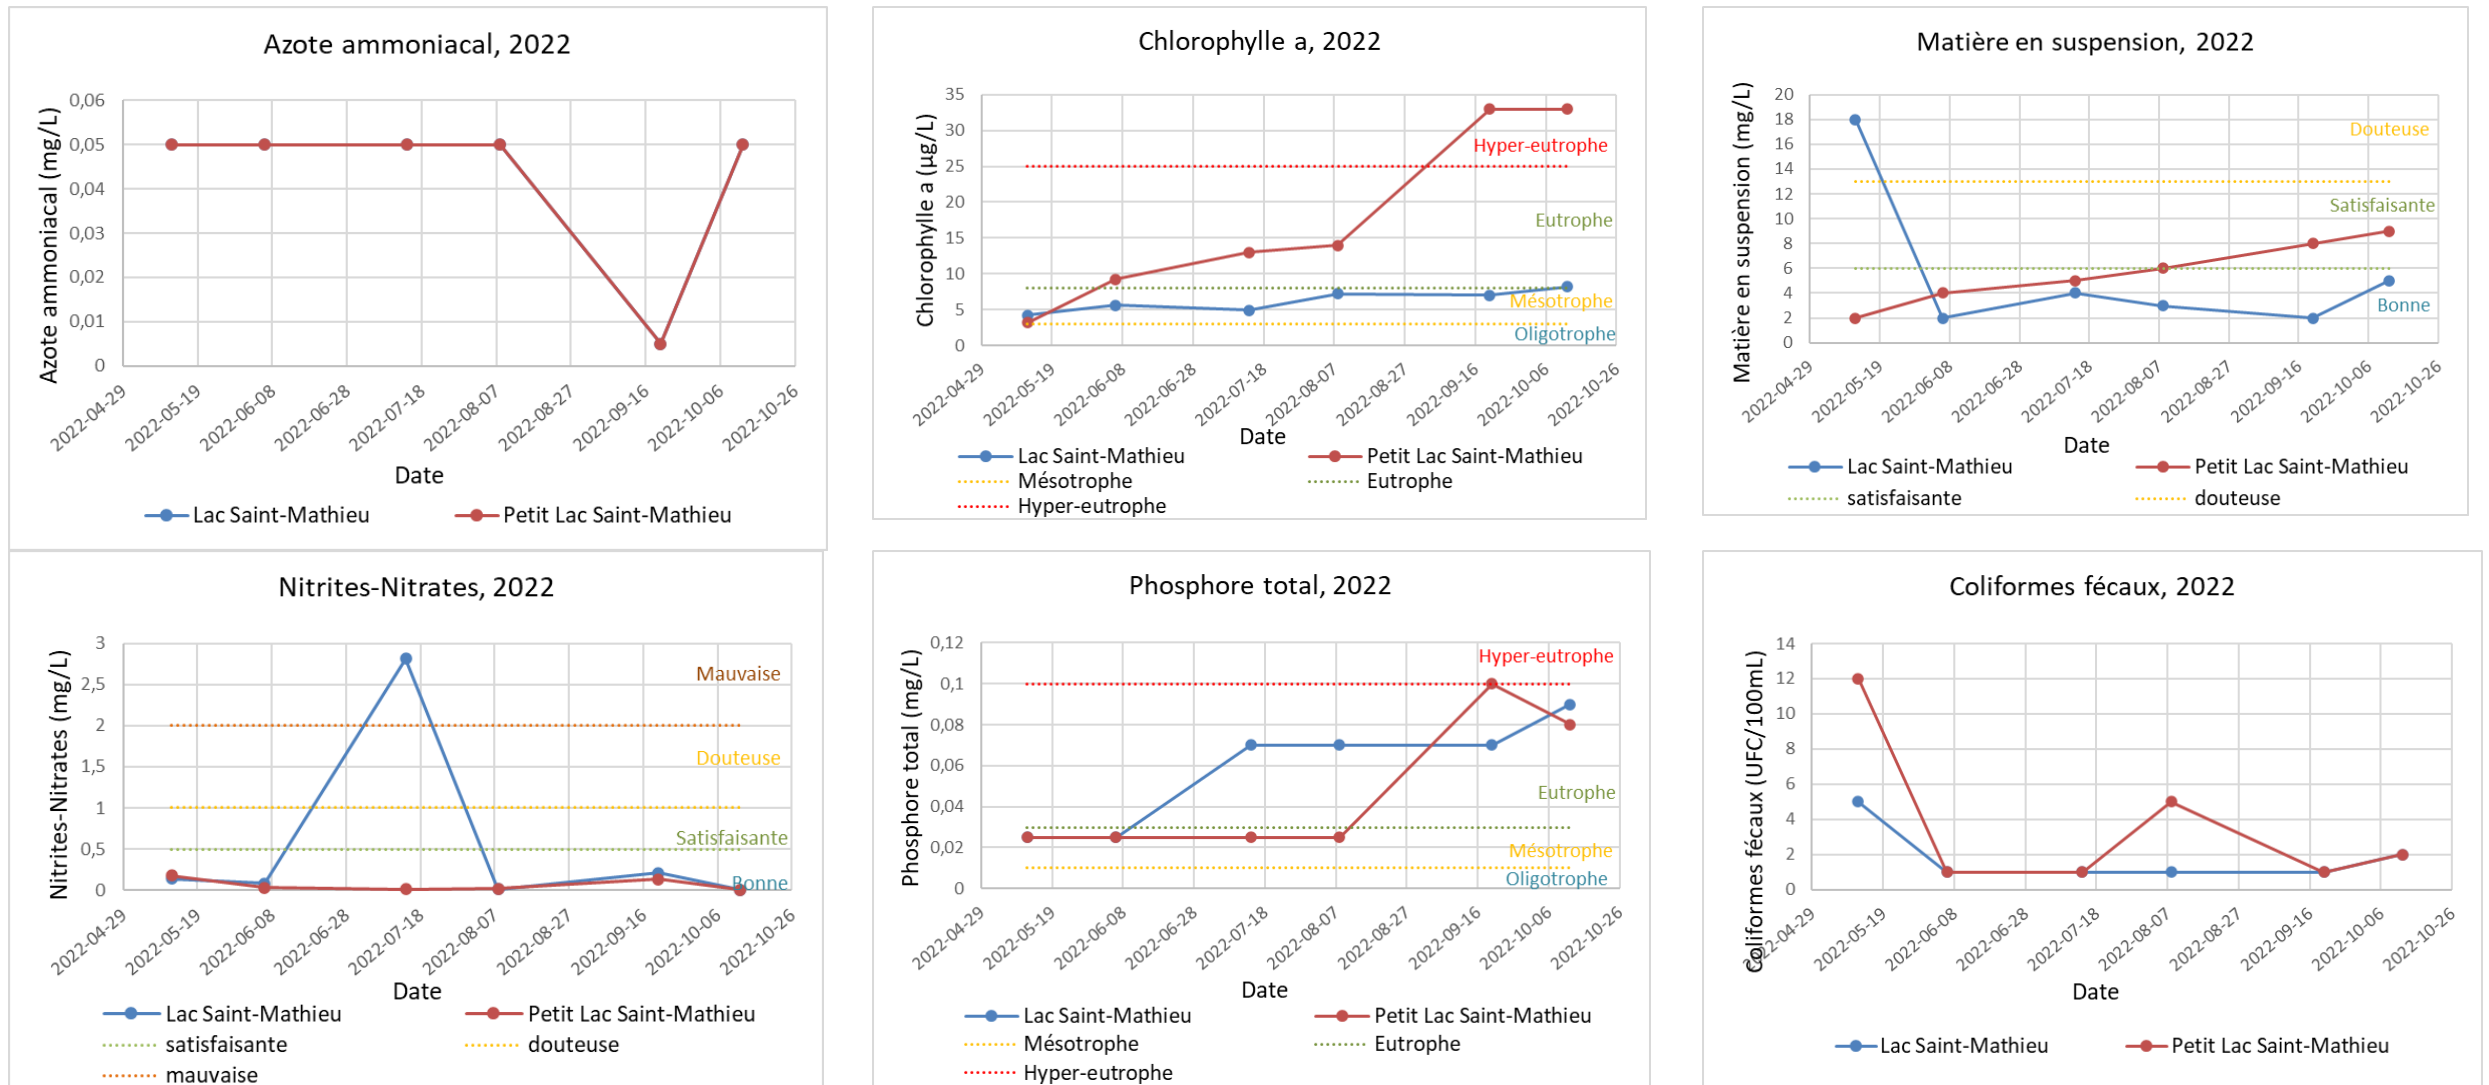 Azote ammoniacal, 2022
Azote ammoniacal (mg/L)
0,06
0,05
0,04
0,03
0,02
0,01
0
2022-04-29
2022-05-19
2022-06-08
2022-06-28
2022-07-18
2022-08-07
2022-08-27
2022-09-16
2022-10-06
2022-10-26
Date
Lac Saint-Mathieu
Petit Lac Saint-Mathieu
Chlorophylle a, 2022
Chlorophylle a (µg/L)
35
30
25
20
15
10
5
0
Hyper-eutrophe
Eutrophe
Mésotrophe
Oligotrophe
2022-04-29
2022-05-19
2022-06-08
2022-06-28
2022-07-18
2022-08-07
2022-08-27
2022-09-16
2022-10-06
2022-10-26
Date
Lac Saint-Mathieu
Petit Lac Saint-Mathieu
Mésotrophe
Eutrophe
Hyper-eutrophe
Matière en suspension, 2022
Matière en suspension (mg/L)
20
18
16
14
12
10
8
6
4
2
0
Douteuse
Satisfaisante
Bonne
2022-04-29
2022-05-19
2022-06-08
2022-06-28
2022-07-18
2022-08-07
2022-08-27
2022-09-16
2022-10-06
2022-10-26
Date
Lac Saint-Mathieu
Petit Lac Saint-Mathieu
satisfaisante
douteuse
Nitrites-Nitrates, 2022
Nitrites-Nitrates (mg/L)
3
2,5
2
1,5
1
0,5
0
Mauvaise
Douteuse
Satisfaisante
Bonne
2022-04-29
2022-05-19
2022-06-08
2022-06-28
2022-07-18
2022-08-07
2022-08-27
2022-09-16
2022-10-06
2022-10-26
Date
Lac Saint-Mathieu
Petit Lac Saint-Mathieu
satisfaisante
douteuse
mauvaise
Phosphore total, 2022
Phosphore total (mg/L)
0,12
0,1
0,08
0,06
0,04
0,02
0
Hyper-eutrophe
Eutrophe
Mésotrophe
Oligotrophe
2022-04-29
2022-05-19
2022-06-08
2022-06-28
2022-07-18
2022-08-07
2022-08-27
2022-09-16
2022-10-06
2022-10-26
Date
Lac Saint-Mathieu
Petit Lac Saint-Mathieu
Mésotrophe
Eutrophe
Hyper-eutrophe
Coliformes fécaux, 2022
Coliformes fécaux (UFC/100mL)
14
12
10
8
6
4
2
0
2022-04-29
2022-05-19
2022-06-08
2022-06-28
2022-07-18
2022-08-07
2022-08-27
2022-09-16
2022-10-06
2022-10-26
Date
Lac Saint-Mathieu
Petit Lac Saint-Mathieu